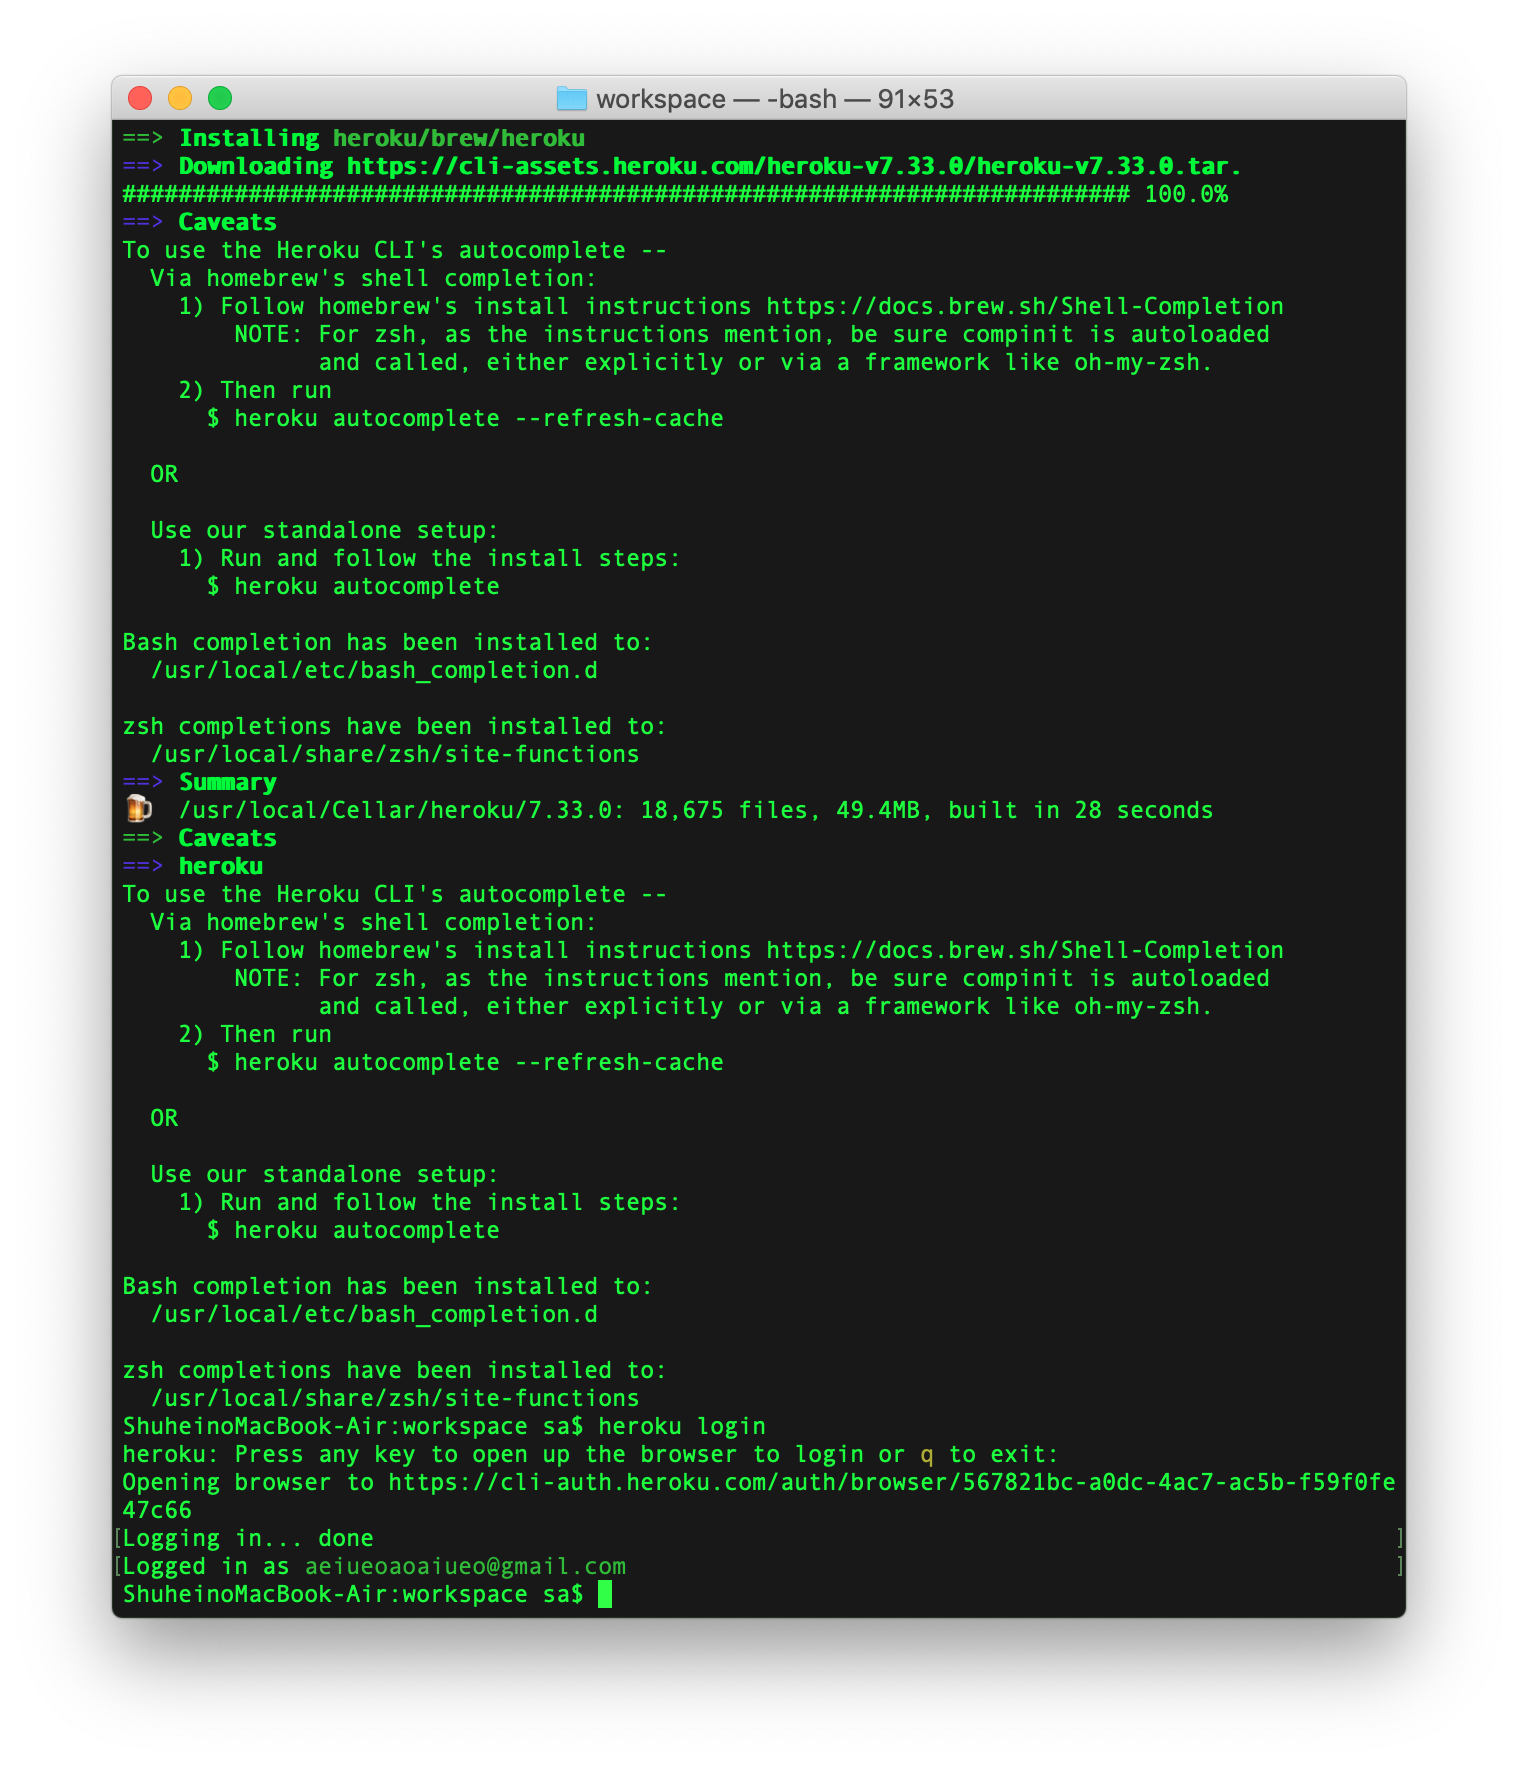 workspace — -bash — 91×53
==> Installing heroku/brew/heroku
==> Downloading https://cli-assets.heroku.com/heroku-v7.33.0/heroku-v7.33.0.tar.
######################################################################## 100.0%
==> Caveats
To use the Heroku CLI's autocomplete --
  Via homebrew's shell completion:
    1) Follow homebrew's install instructions https://docs.brew.sh/Shell-Completion
        NOTE: For zsh, as the instructions mention, be sure compinit is autoloaded
              and called, either explicitly or via a framework like oh-my-zsh.
    2) Then run
      $ heroku autocomplete --refresh-cache
  OR
  Use our standalone setup:
    1) Run and follow the install steps:
      $ heroku autocomplete
Bash completion has been installed to:
  /usr/local/etc/bash_completion.d
zsh completions have been installed to:
  /usr/local/share/zsh/site-functions
==> Summary
🍺  /usr/local/Cellar/heroku/7.33.0: 18,675 files, 49.4MB, built in 28 seconds
==> Caveats
==> heroku
To use the Heroku CLI's autocomplete --
  Via homebrew's shell completion:
    1) Follow homebrew's install instructions https://docs.brew.sh/Shell-Completion
        NOTE: For zsh, as the instructions mention, be sure compinit is autoloaded
              and called, either explicitly or via a framework like oh-my-zsh.
    2) Then run
      $ heroku autocomplete --refresh-cache
  OR
  Use our standalone setup:
    1) Run and follow the install steps:
      $ heroku autocomplete
Bash completion has been installed to:
  /usr/local/etc/bash_completion.d
zsh completions have been installed to:
  /usr/local/share/zsh/site-functions
ShuheinoMacBook-Air:workspace sa$ heroku login
heroku: Press any key to open up the browser to login or q to exit:
Opening browser to https://cli-auth.heroku.com/auth/browser/567821bc-a0dc-4ac7-ac5b-f59f0fe
47c66
[Logging in... done ]
[Logged in as aeiueoaoaiueo@gmail.com ]
ShuheinoMacBook-Air:workspace sa$